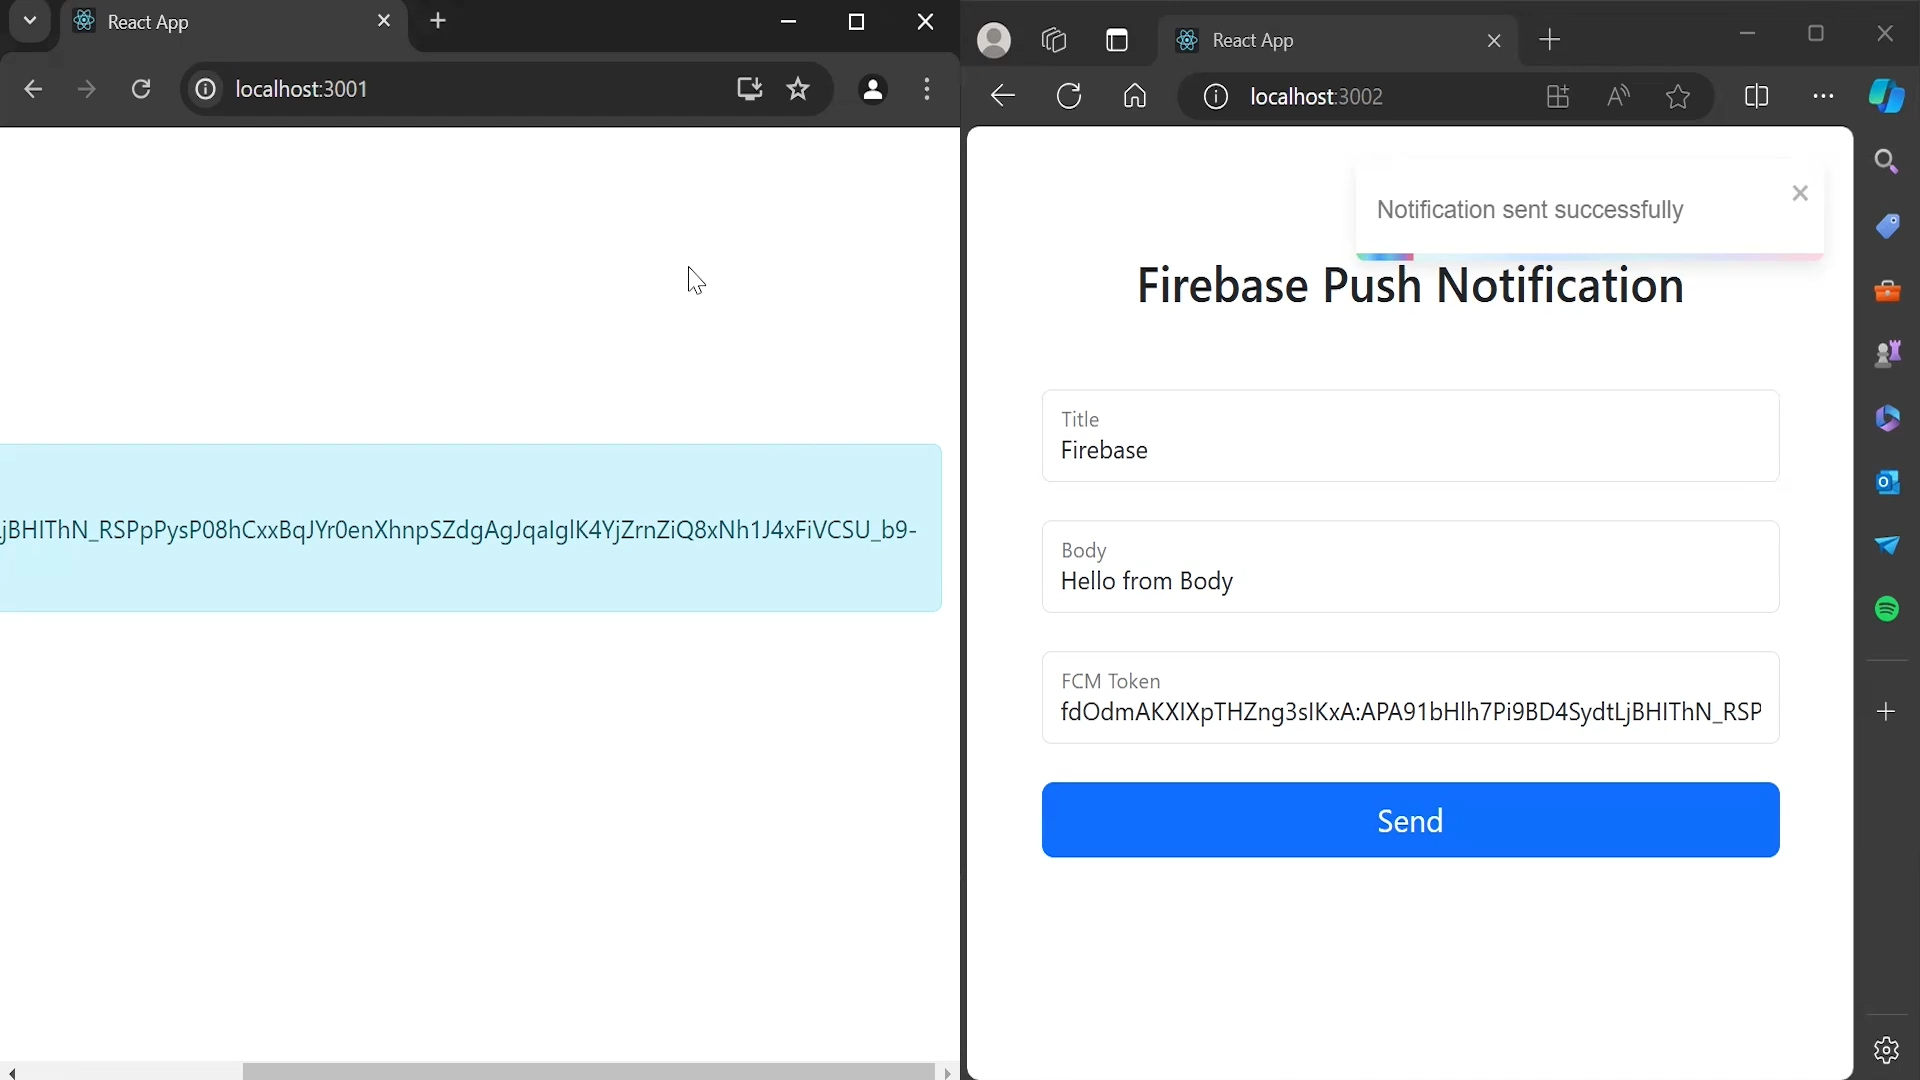 React App
localhost:3001
jBHIThN_RSPpPysP08hCxxBqJYr0enXhnpSZdgAgJqaIglK4YjZrnZiQ8xNh1J4xFiVCSU_b9-
React App
localhost:3002
Notification sent successfully
Firebase Push Notification
Title
Firebase
Body
Hello from Body
FCM Token
fdOdmAKXIXpTHZng3slKxA:APA91bHlh7Pi9BD4SydtLjBHIThN_RSP
Send